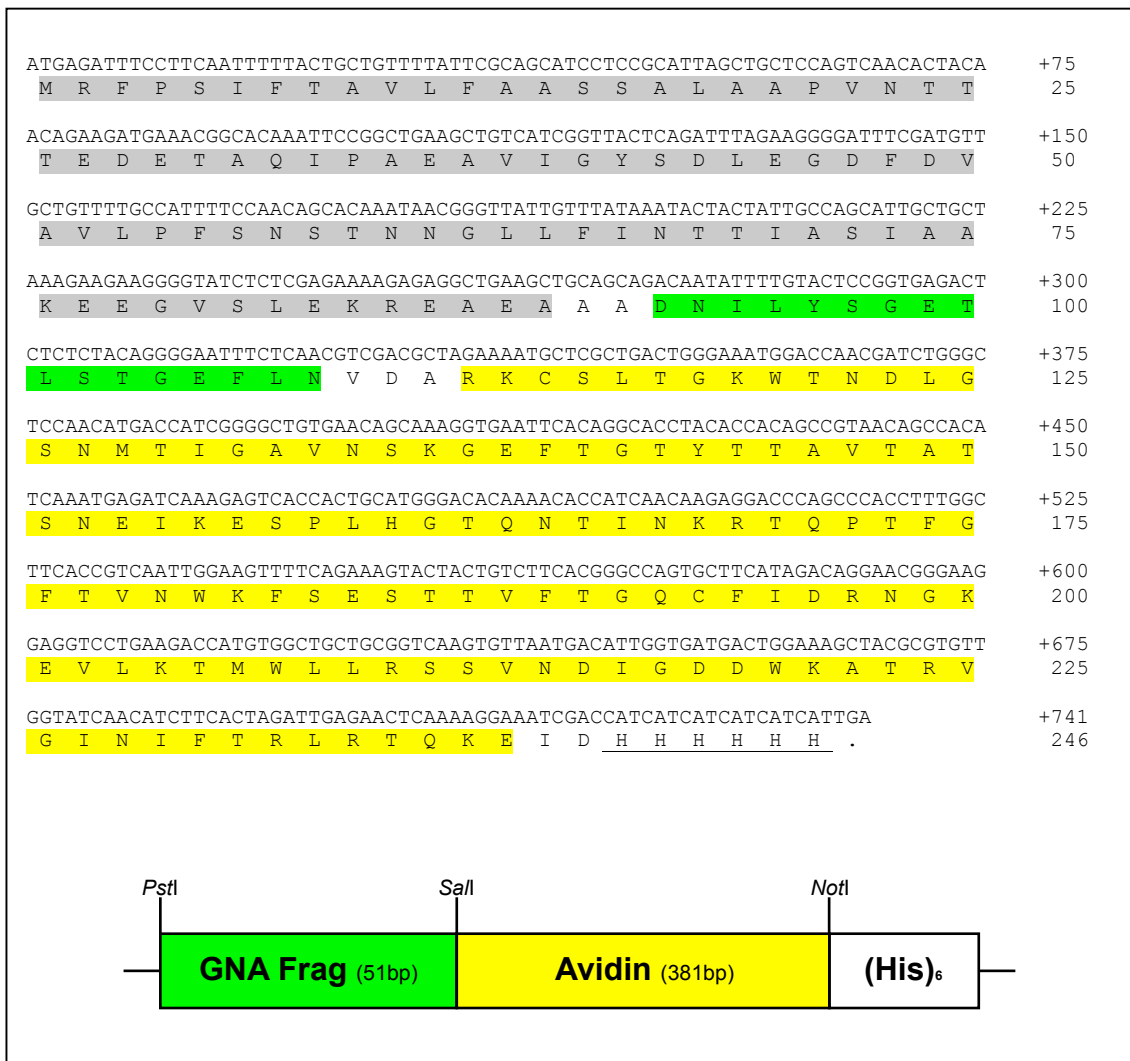 ATGAGATTTCCTTCAATTTTTACTGCTGTTTTATTCGCAGCATCCTCCGCATTAGCTGCTCCAGTCAACACTACA +75
M R F P S I F T A V L F A A S S A L A A P V N T T 25
ACAGAAGATGAAACGGCACAAATTCCGGCTGAAGCTGTCATCGGTTACTCAGATTTAGAAGGGGATTTCGATGTT +150
T E D E T A Q I P A E A V I G Y S D L E G D F D V 50
GCTGTTTTGCCATTTTCCAACAGCACAAATAACGGGTTATTGTTTATAAATACTACTATTGCCAGCATTGCTGCT +225
A V L P F S N S T N N G L L F I N T T I A S I A A 75
AAAGAAGAAGGGGTATCTCTCGAGAAAAGAGAGGCTGAAGCTGCAGCAGACAATATTTTGTACTCCGGTGAGACT +300
K E E G V S L E K R E A E A A A D N I L Y S G E T 100
CTCTCTACAGGGGAATTTCTCAACGTCGACGCTAGAAAATGCTCGCTGACTGGGAAATGGACCAACGATCTGGGC +375
L S T G E F L N V D A R K C S L T G K W T N D L G 125
TCCAACATGACCATCGGGGCTGTGAACAGCAAAGGTGAATTCACAGGCACCTACACCACAGCCGTAACAGCCACA +450
S N M T I G A V N S K G E F T G T Y T T A V T A T 150
TCAAATGAGATCAAAGAGTCACCACTGCATGGGACACAAAACACCATCAACAAGAGGACCCAGCCCACCTTTGGC +525
S N E I K E S P L H G T Q N T I N K R T Q P T F G 175
TTCACCGTCAATTGGAAGTTTTCAGAAAGTACTACTGTCTTCACGGGCCAGTGCTTCATAGACAGGAACGGGAAG +600
F T V N W K F S E S T T V F T G Q C F I D R N G K 200
GAGGTCCTGAAGACCATGTGGCTGCTGCGGTCAAGTGTTAATGACATTGGTGATGACTGGAAAGCTACGCGTGTT +675
E V L K T M W L L R S S V N D I G D D W K A T R V 225
GGTATCAACATCTTCACTAGATTGAGAACTCAAAAGGAAATCGACCATCATCATCATCATCATTGA +741
G I N I F T R L R T Q K E I D H H H H H H . 246
PstI SalI NotI
GNA Frag (51bp) Avidin (381bp) (His)6